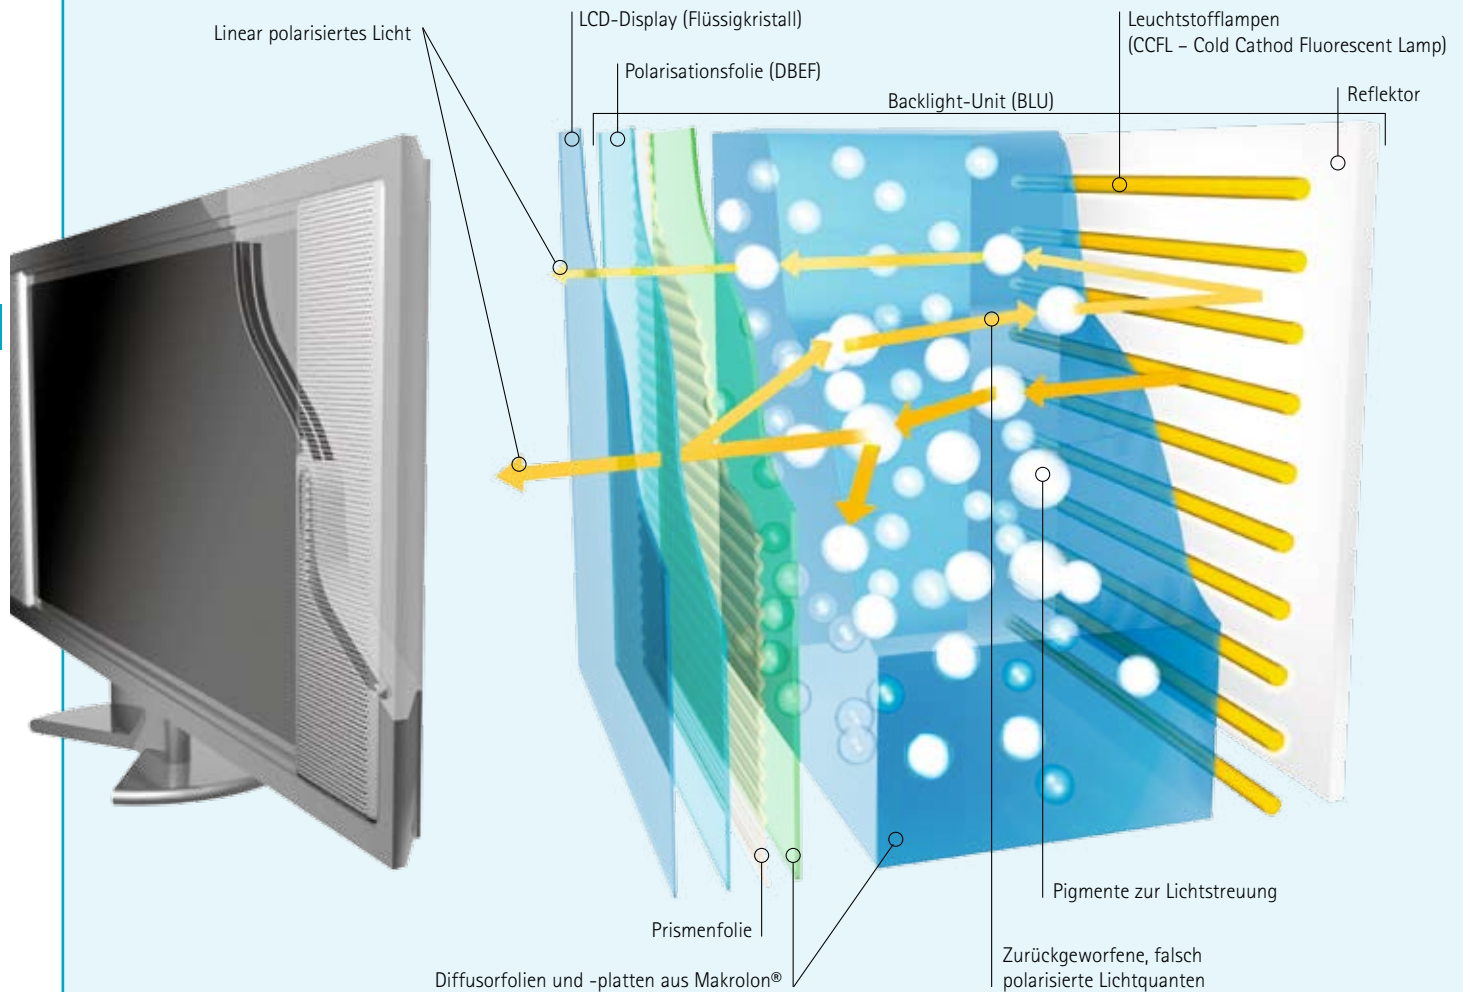 LCD-Display (Flüssigkristall)
Linear polarisiertes Licht
Leuchtstofflampen
(CCFL – Cold Cathod Fluorescent Lamp)
Polarisationsfolie (DBEF)
Backlight-Unit (BLU)
Reflektor
Pigmente zur Lichtstreuung
Prismenfolie
Zurückgeworfene, falsch
polarisierte Lichtquanten
Diffusorfolien und -platten aus Makrolon®